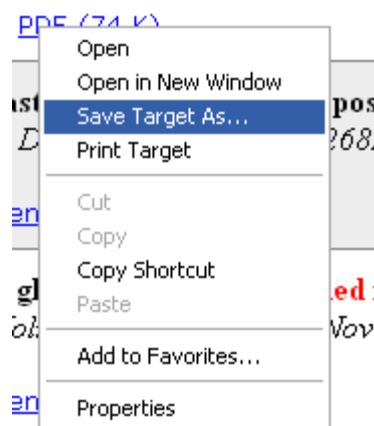 PDF (74 K)
Open
Open in New Window
Save Target As...
Print Target
Cut
Copy
Copy Shortcut
Paste
Add to Favorites...
Properties